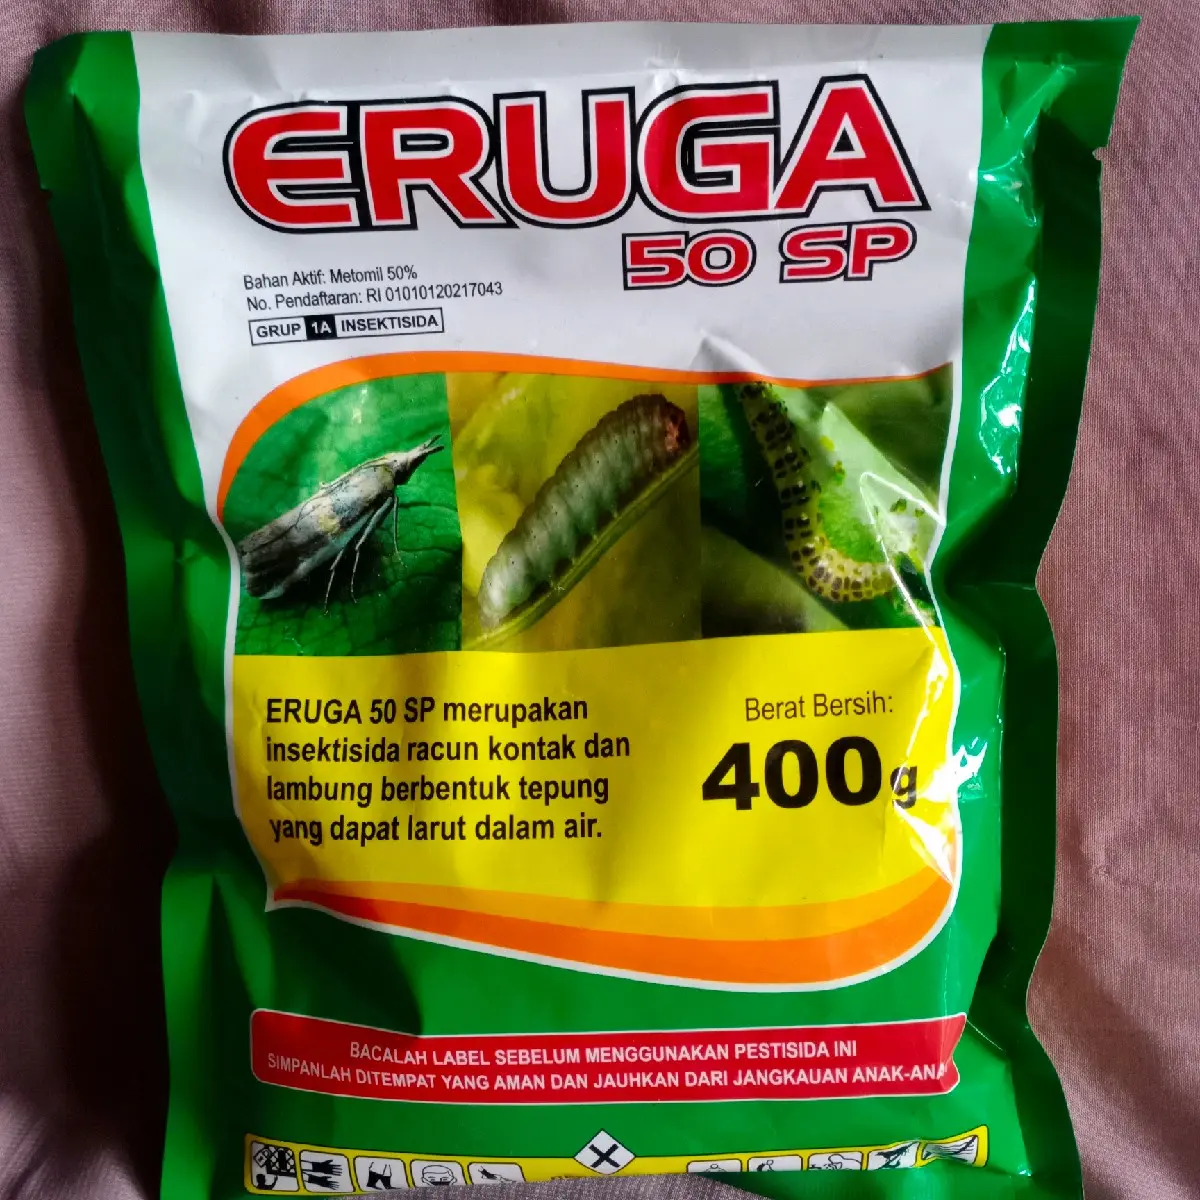 ERUGA
50 SP
Bahan Aktif: Metomil 50%
No. Pendaftaran: RI 01010120217043
GRUP 1A INSEKTISIDA
ERUGA 50 SP merupakan
insektisida racun kontak dan
lambung berbentuk tepung
yang dapat larut dalam air.
Berat Bersih:
400g
BACALAH LABEL SEBELUM MENGGUNAKAN PESTISIDA INI
SIMPANLAH DITEMPAT YANG AMAN DAN JAUHKAN DARI JANGKAUAN ANAK-ANA